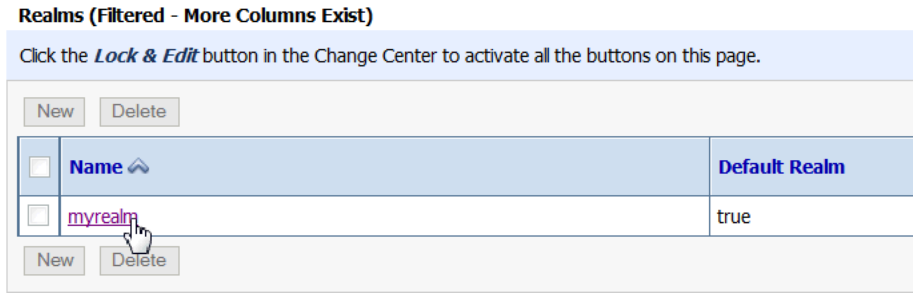 Realms (Filtered - More Columns Exist)
Click the Lock & Edit button in the Change Center to activate all the buttons on this page.
New Delete
Name Default Realm
myrealm true
New Delete